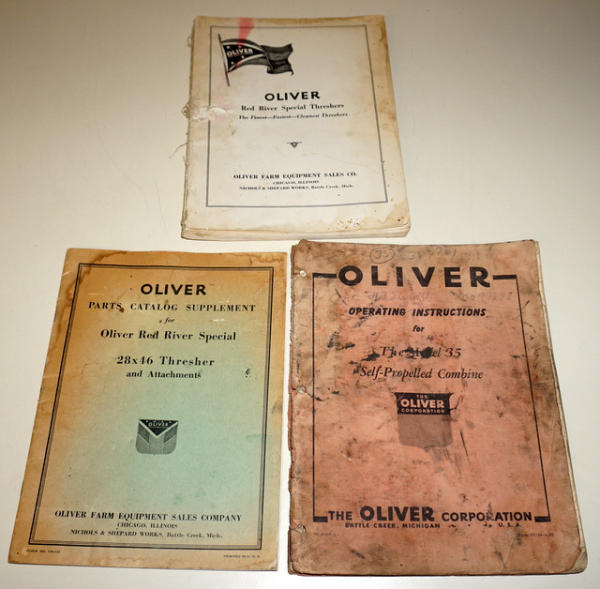 OLIVER
OLIVER
Red River Special Threshers
The Finest—Fastest—Cleanest Threshers
OLIVER FARM EQUIPMENT SALES CO.
CHICAGO, ILLINOIS
NICHOLS & SHEPARD WORKS, Battle Creek, Mich.
OLIVER
PARTS CATALOG SUPPLEMENT
for
Oliver Red River Special
28x46 Thresher
and Attachments
OLIVER
OLIVER FARM EQUIPMENT SALES COMPANY
CHICAGO, ILLINOIS
NICHOLS & SHEPARD WORKS, Battle Creek, Mich.
OLIVER
OPERATING INSTRUCTIONS
for
The Model 35
Self-Propelled Combine
THE
OLIVER
CORPORATION
THE OLIVER CORPORATION
BATTLE CREEK, MICHIGAN U. S. A.